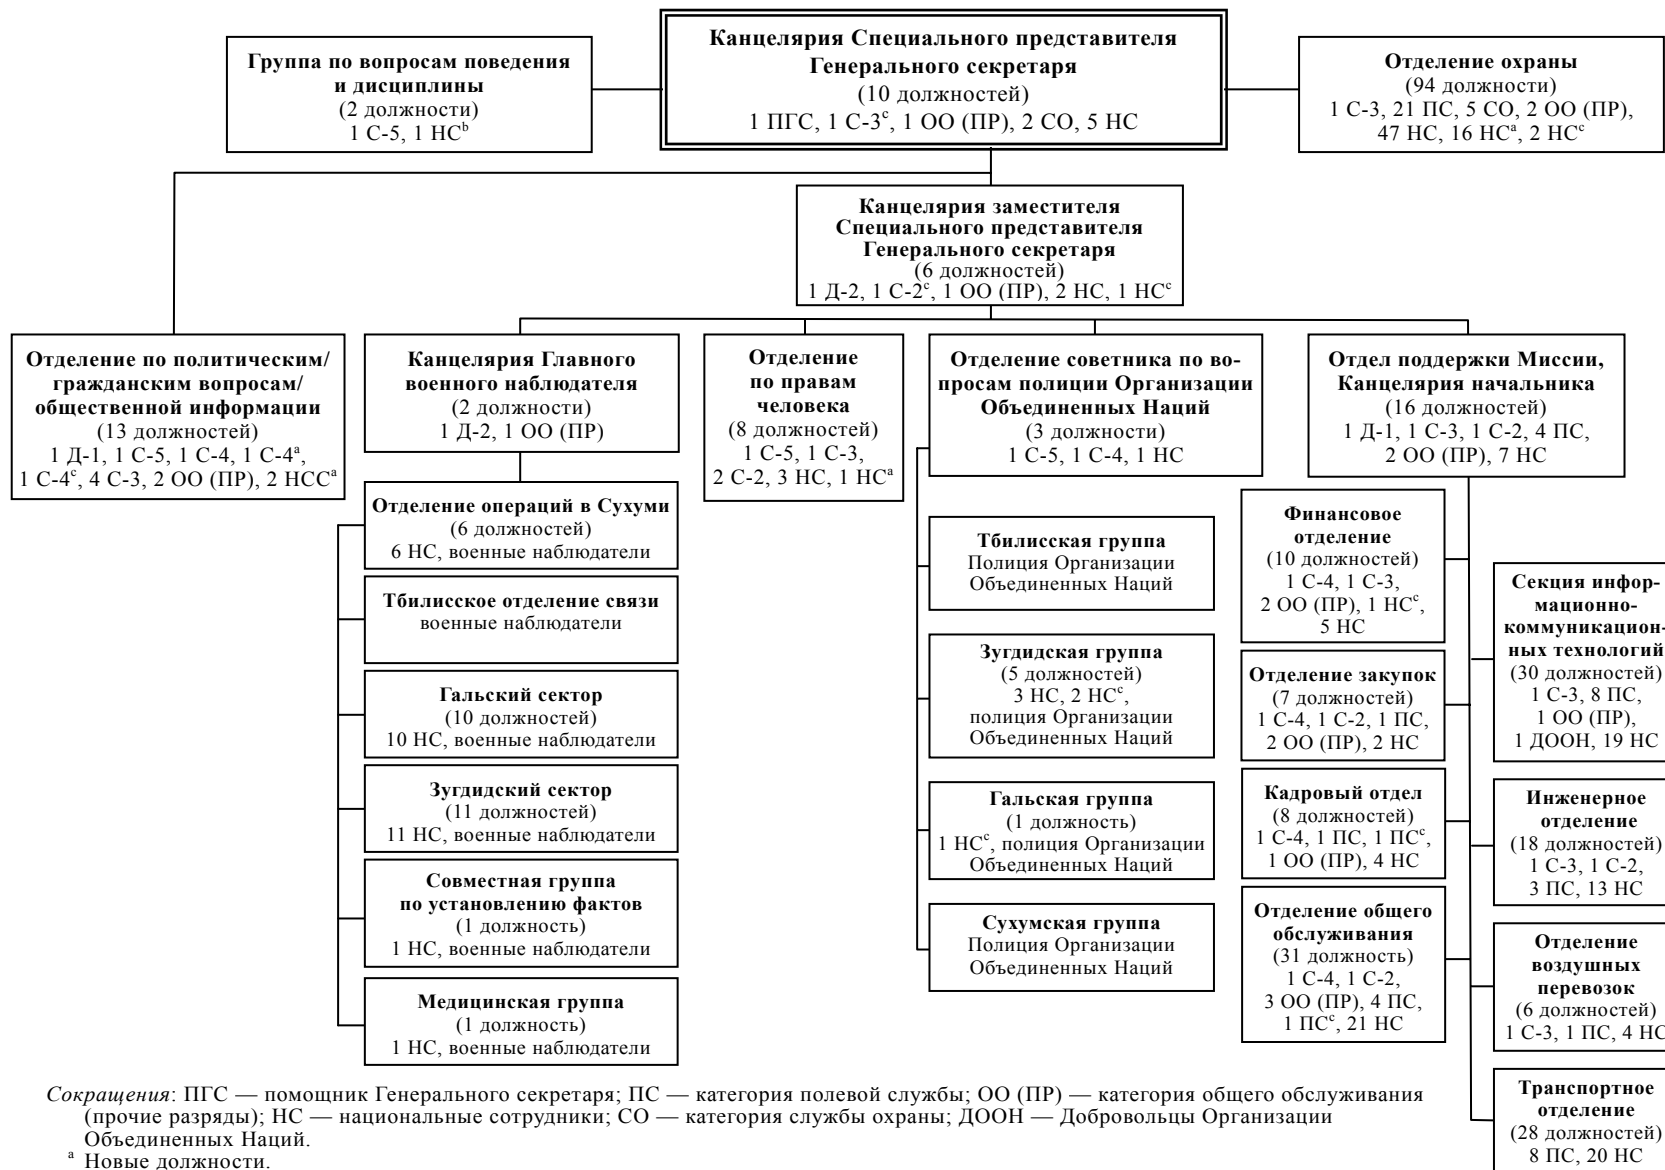 Канцелярия Специального представителя
Генерального секретаря
(10 должностей)
1 ПГС, 1 С-3ᶜ, 1 ОО (ПР), 2 СО, 5 НС
Группа по вопросам поведения
и дисциплины
(2 должности)
1 С-5, 1 НСᵇ
Отделение охраны
(94 должности)
1 С-3, 21 ПС, 5 СО, 2 ОО (ПР),
47 НС, 16 НСᵃ, 2 НСᶜ
Канцелярия заместителя
Специального представителя
Генерального секретаря
(6 должностей)
1 Д-2, 1 С-2ᶜ, 1 ОО (ПР), 2 НС, 1 НСᶜ
Отделение по политическим/
гражданским вопросам/
общественной информации
(13 должностей)
1 Д-1, 1 С-5, 1 С-4, 1 С-4ᵃ,
1 С-4ᶜ, 4 С-3, 2 ОО (ПР), 2 НССᵃ
Канцелярия Главного
военного наблюдателя
(2 должности)
1 Д-2, 1 ОО (ПР)
Отделение
по правам
человека
(8 должностей)
1 С-5, 1 С-3,
2 С-2, 3 НС, 1 НСᵃ
Отделение советника по во-
просам полиции Организации
Объединенных Наций
(3 должности)
1 С-5, 1 С-4, 1 НС
Отдел поддержки Миссии,
Канцелярия начальника
(16 должностей)
1 Д-1, 1 С-3, 1 С-2, 4 ПС,
2 ОО (ПР), 7 НС
Отделение операций в Сухуми
(6 должностей)
6 НС, военные наблюдатели
Тбилисское отделение связи
военные наблюдатели
Гальский сектор
(10 должностей)
10 НС, военные наблюдатели
Зугдидский сектор
(11 должностей)
11 НС, военные наблюдатели
Совместная группа
по установлению фактов
(1 должность)
1 НС, военные наблюдатели
Медицинская группа
(1 должность)
1 НС, военные наблюдатели
Тбилисская группа
Полиция Организации
Объединенных Наций
Зугдидская группа
(5 должностей)
3 НС, 2 НСᶜ,
полиция Организации
Объединенных Наций
Гальская группа
(1 должность)
1 НСᶜ, полиция Организации
Объединенных Наций
Сухумская группа
Полиция Организации
Объединенных Наций
Финансовое
отделение
(10 должностей)
1 С-4, 1 С-3,
2 ОО (ПР), 1 НСᶜ,
5 НС
Отделение закупок
(7 должностей)
1 С-4, 1 С-2, 1 ПС,
2 ОО (ПР), 2 НС
Кадровый отдел
(8 должностей)
1 С-4, 1 ПС, 1 ПСᶜ,
1 ОО (ПР), 4 НС
Отделение общего
обслуживания
(31 должность)
1 С-4, 1 С-2,
3 ОО (ПР), 4 ПС,
1 ПСᶜ, 21 НС
Секция инфор-
мационно-
коммуникацион-
ных технологий
(30 должностей)
1 С-3, 8 ПС,
1 ОО (ПР),
1 ДООН, 19 НС
Инженерное
отделение
(18 должностей)
1 С-3, 1 С-2,
3 ПС, 13 НС
Отделение
воздушных
перевозок
(6 должностей)
1 С-3, 1 ПС, 4 НС
Транспортное
отделение
(28 должностей)
8 ПС, 20 НС
Сокращения: ПГС — помощник Генерального секретаря; ПС — категория полевой службы; ОО (ПР) — категория общего обслуживания
(прочие разряды); НС — национальные сотрудники; СО — категория службы охраны; ДООН — Добровольцы Организации
Объединенных Наций.
ᵃ Новые должности.